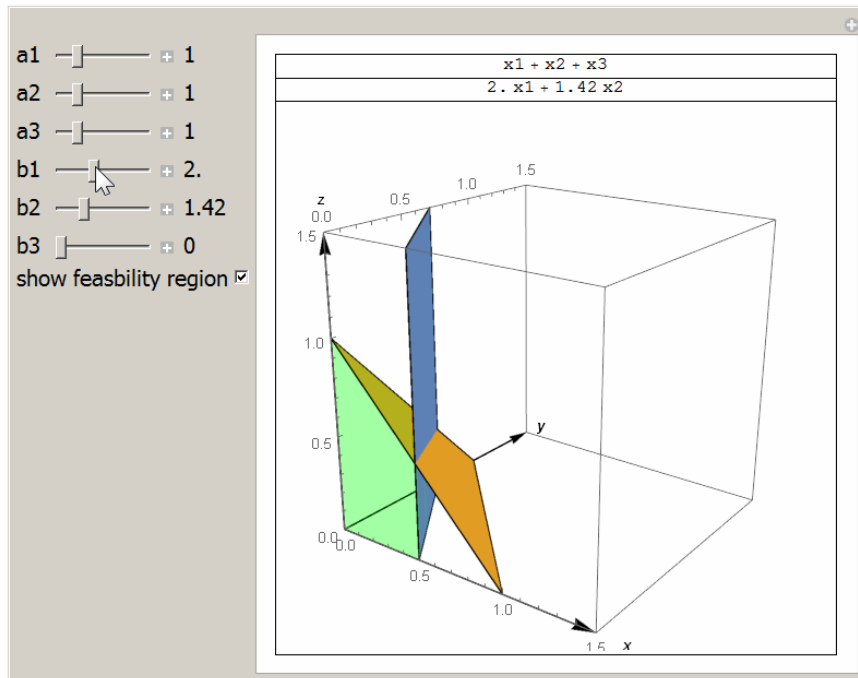 a1 1
a2 1
a3 1
b1 2.
b2 1.42
b3 0
show feasbility region
x1 + x2 + x3
2. x1 + 1.42 x2
1.5
1.0
0.5
z
0.0
1.5
1.0
0.5
y
0.0
0.0
0.5
1.0
1.5
x